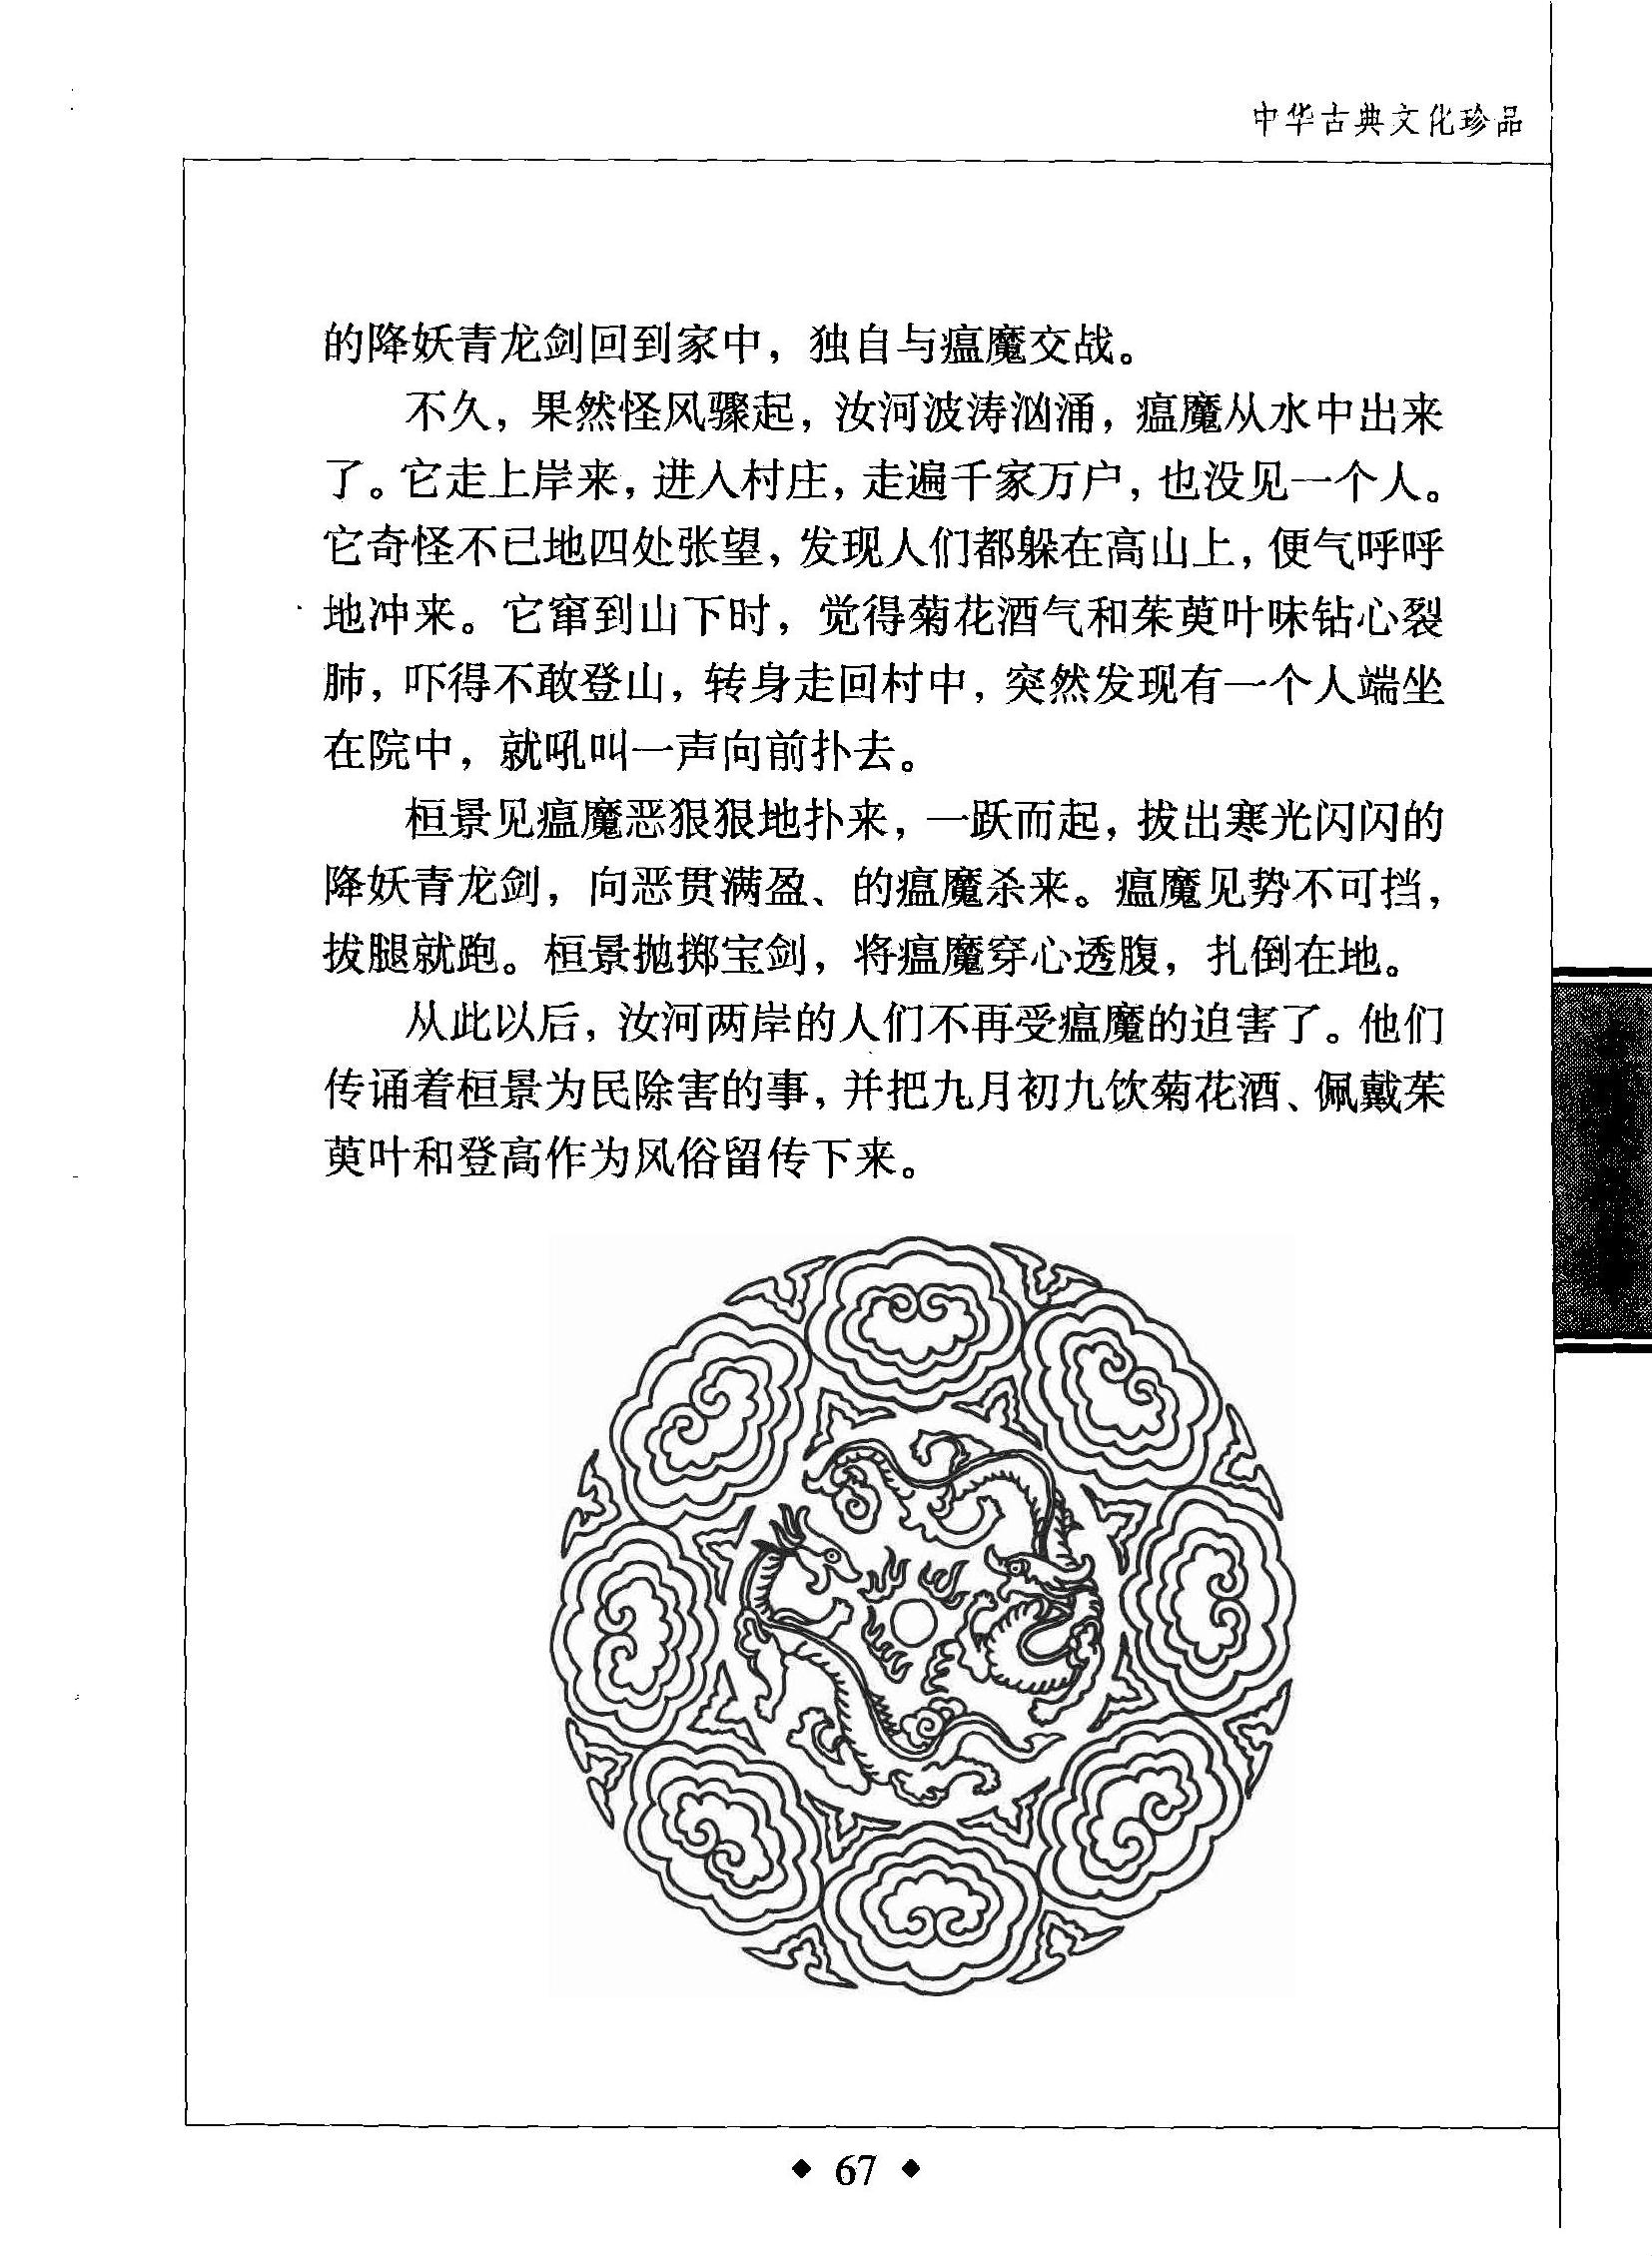 中华古典文化珍品
的降妖青龙剑回到家中，独自与瘟魔交战。
不久，果然怪风骤起，汝河波涛汹涌，瘟魔从水中出来
了。它走上岸来，进入村庄，走遍千家万户，也没见一个人。
它奇怪不已地四处张望，发现人们都躲在高山上，便气呼呼
地冲来。它窜到山下时，觉得菊花酒气和茱萸叶味钻心裂
肺，吓得不敢登山，转身走回村中，突然发现有一个人端坐
在院中，就吼叫一声向前扑去。
桓景见瘟魔恶狠狠地扑来，一跃而起，拔出寒光闪闪的
降妖青龙剑，向恶贯满盈、的瘟魔杀来。瘟魔见势不可挡，
拔腿就跑。桓景抛掷宝剑，将瘟魔穿心透腹，扎倒在地。
从此以后，汝河两岸的人们不再受瘟魔的迫害了。他们
传诵着桓景为民除害的事，并把九月初九饮菊花酒、佩戴茱
萸叶和登高作为风俗留传下来。
◆ 67 ◆